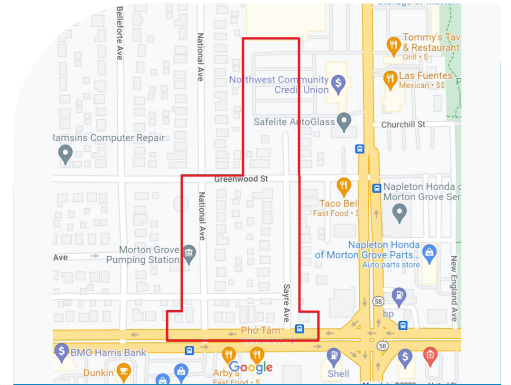 Tommy's Tav
& Restaurant
Grill • $
Belleforte Ave
National Ave
Las Fuentes
Mexican • $$
Northwest Community
Credit Union
Safelite AutoGlass
Churchill St
Ramsins Computer Repair
Greenwood St
Napleton Honda o
Morton Grove Ser
Taco Bel
Fast Food • $
National Ave
Napleton Honda
of Morton Grove Parts...
Auto parts store
Morton Grove
Pumping Station
Ave
Sayre Ave
New England Ave
58
bp
Phở Tâm
58
BMO Harris Bank
Dunkin'
Arby's
Google
Shell
Fast Food • $